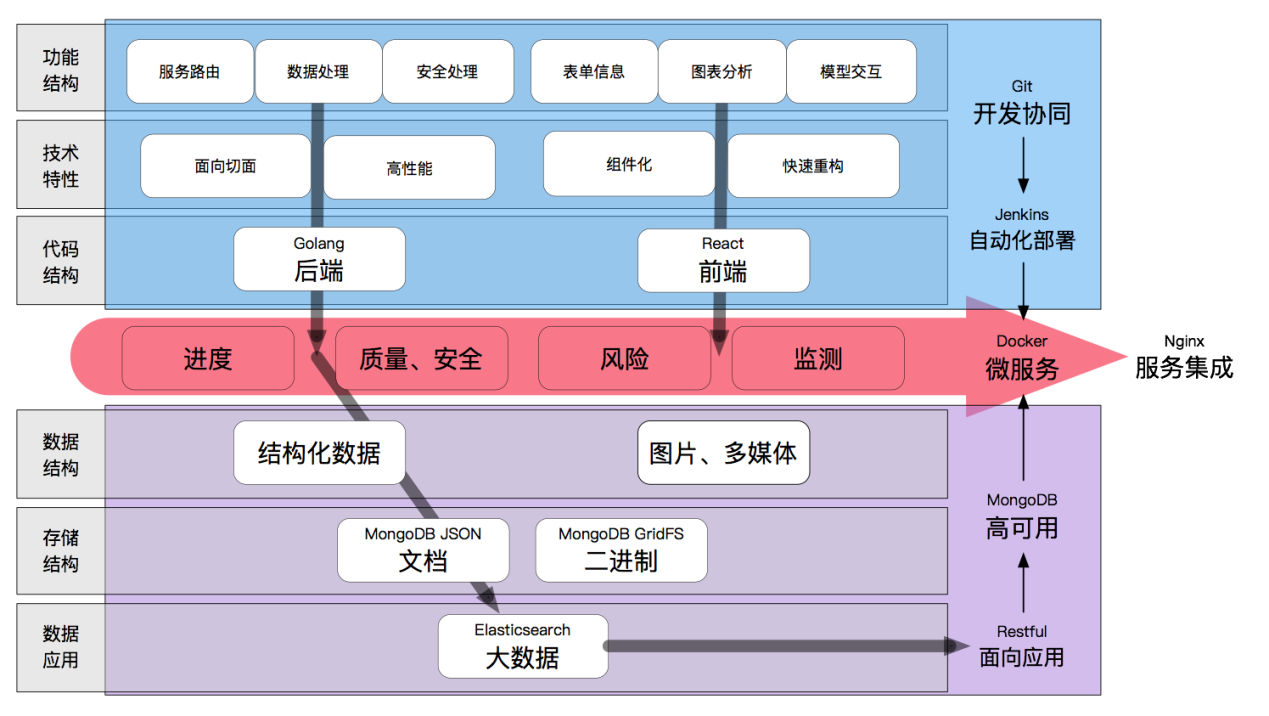 功能
结构
服务路由
数据处理
安全处理
表单信息
图表分析
模型交互
Git
开发协同
技术
特性
面向切面
高性能
组件化
快速重构
Jenkins
自动化部署
代码
结构
Golang
后端
React
前端
进度
质量、安全
风险
监测
Docker
微服务
Nginx
服务集成
数据
结构
结构化数据
图片、多媒体
MongoDB
高可用
存储
结构
MongoDB JSON
文档
MongoDB GridFS
二进制
数据
应用
Elasticsearch
大数据
Restful
面向应用